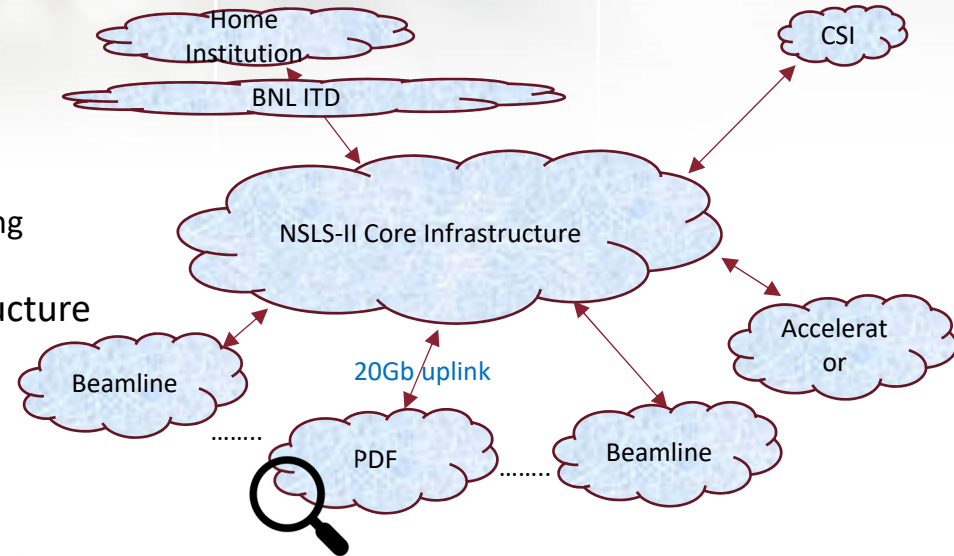 Home
Institution
CSI
BNL ITD
ng
NSLS-II Core Infrastructure
ucture
Accelerat
or
20Gb uplink
Beamline
........
PDF
........
Beamline